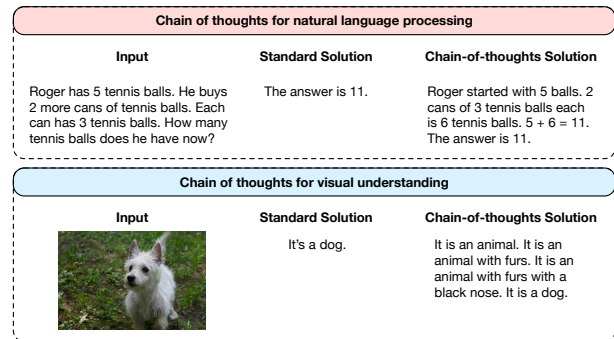 Chain of thoughts for natural language processing
Input
Standard Solution
Chain-of-thoughts Solution
Roger has 5 tennis balls. He buys
2 more cans of tennis balls. Each
can has 3 tennis balls. How many
tennis balls does he have now?
The answer is 11.
Roger started with 5 balls. 2
cans of 3 tennis balls each
is 6 tennis balls. 5 + 6 = 11.
The answer is 11.
Chain of thoughts for visual understanding
Input
Standard Solution
Chain-of-thoughts Solution
It's a dog.
It is an animal. It is an
animal with furs. It is an
animal with furs with a
black nose. It is a dog.